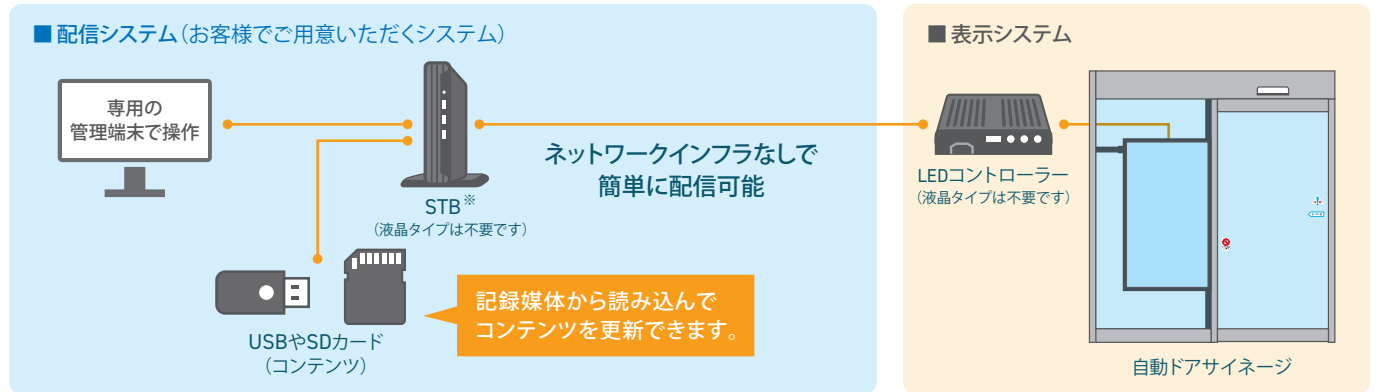 ■配信システム(お客様でご用意いただくシステム)
専用の
管理端末で操作
STB※
(液晶タイプは不要です)
ネットワークインフラなしで
簡単に配信可能
USBやSDカード
(コンテンツ)
記録媒体から読み込んで
コンテンツを更新できます。
■表示システム
LEDコントローラー
(液晶タイプは不要です)
自動ドアサイネージ